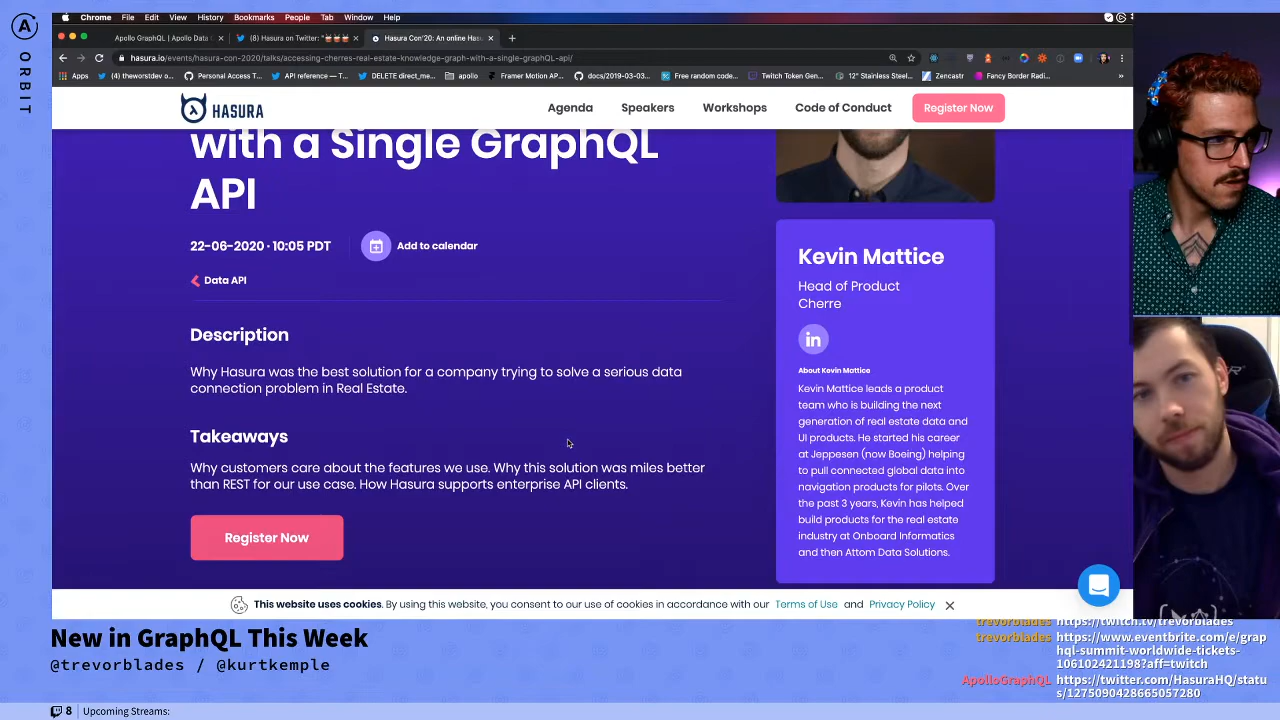 ORBIT
Chrome File Edit View History Bookmarks People Tab Window Help
Apollo GraphQL | Apollo Data G
(8) Hasura on Twitter: "
Hasura Con'20: An online Hasu
hasura.io/events/hasura-con-2020/talks/accessing-cherres-real-estate-knowledge-graph-with-a-single-graphQL-api/
Apps
(4) theworstdev o...
Personal Access T...
API reference — T...
DELETE direct_me...
apollo
Framer Motion AP...
docs/2019-03-03...
Free random code...
Twitch Token Gen...
12" Stainless Steel...
Zencastr
Fancy Border Radi...
HASURA
Agenda
Speakers
Workshops
Code of Conduct
Register Now
with a Single GraphQL
API
22-06-2020 · 10:05 PDT
Add to calendar
Data API
Description
Why Hasura was the best solution for a company trying to solve a serious data
connection problem in Real Estate.
Takeaways
Why customers care about the features we use. Why this solution was miles better
than REST for our use case. How Hasura supports enterprise API clients.
Register Now
Kevin Mattice
Head of Product
Cherre
in
About Kevin Mattice
Kevin Mattice leads a product
team who is building the next
generation of real estate data and
UI products. He started his career
at Jeppesen (now Boeing) helping
to pull connected global data into
navigation products for pilots. Over
the past 3 years, Kevin has helped
build products for the real estate
industry at Onboard Informatics
and then Attom Data Solutions.
This website uses cookies. By using this website, you consent to our use of cookies in accordance with our Terms of Use and Privacy Policy
New in GraphQL This Week
@trevorblades / @kurtkemple
trevorblades https://twitch.tv/trevorblades
trevorblades https://www.eventbrite.com/e/grap
hql-summit-worldwide-tickets-
106102421198?aff=twitch
ApolloGraphQL https://twitter.com/HasuraHQ/statu
s/1275090428665057280
8
Upcoming Streams: